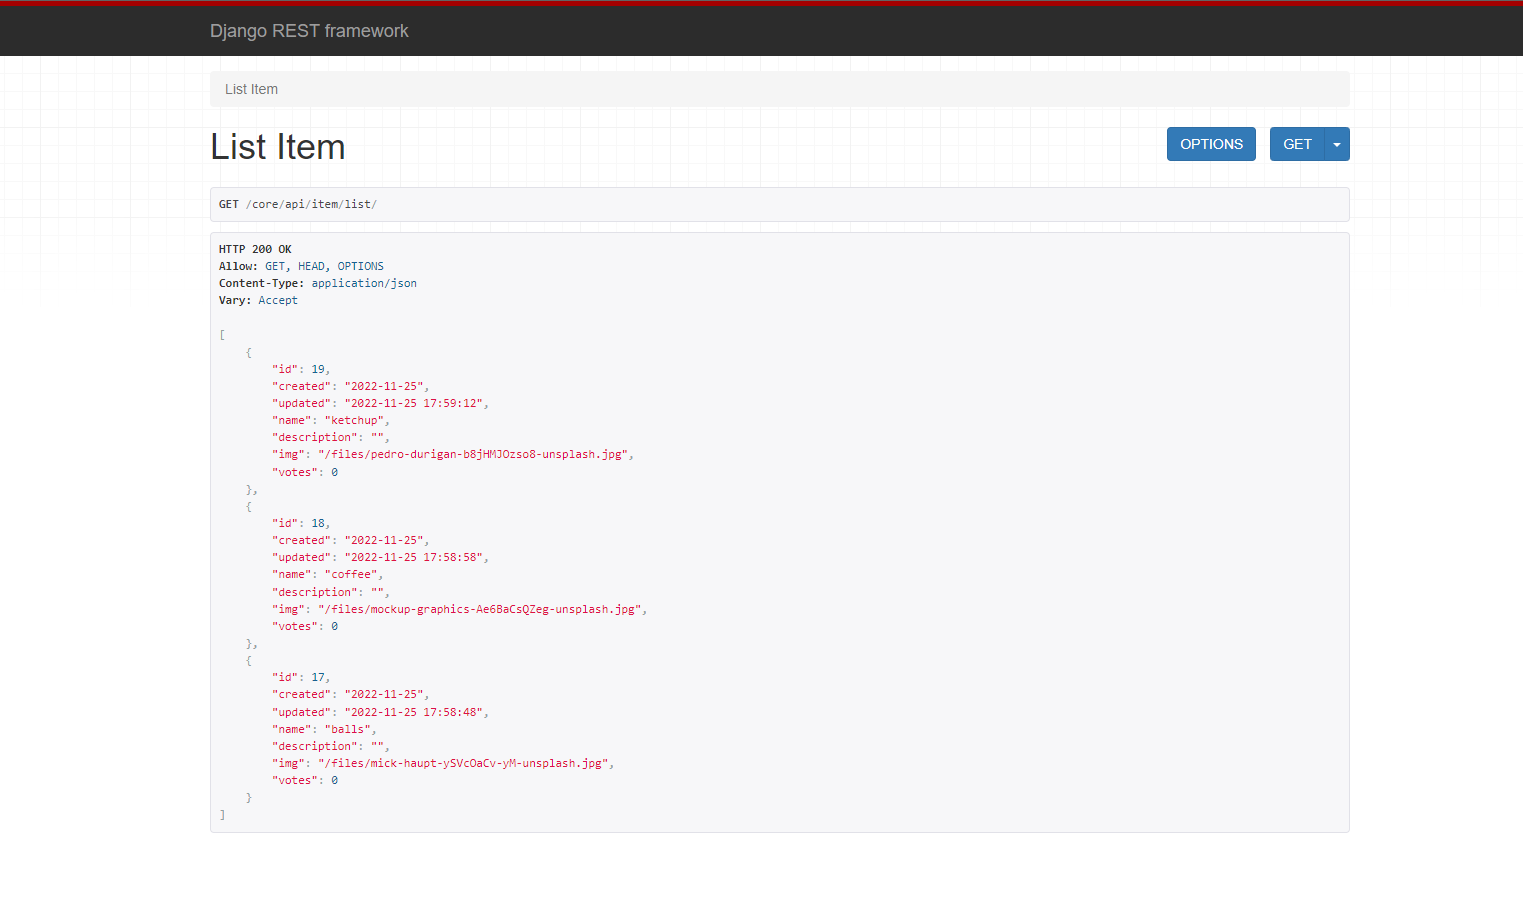 Django REST framework
List Item
List Item
OPTIONS GET
GET /core/api/item/list/
HTTP 200 OK
Allow: GET, HEAD, OPTIONS
Content-Type: application/json
Vary: Accept
[
    {
        "id": 19,
        "created": "2022-11-25",
        "updated": "2022-11-25 17:59:12",
        "name": "ketchup",
        "description": "",
        "img": "/files/pedro-durigan-b8jHMJOzso8-unsplash.jpg",
        "votes": 0
    },
    {
        "id": 18,
        "created": "2022-11-25",
        "updated": "2022-11-25 17:58:58",
        "name": "coffee",
        "description": "",
        "img": "/files/mockup-graphics-Ae6BaCsQZeg-unsplash.jpg",
        "votes": 0
    },
    {
        "id": 17,
        "created": "2022-11-25",
        "updated": "2022-11-25 17:58:48",
        "name": "balls",
        "description": "",
        "img": "/files/mick-haupt-ySVcOaCv-yM-unsplash.jpg",
        "votes": 0
    }
]